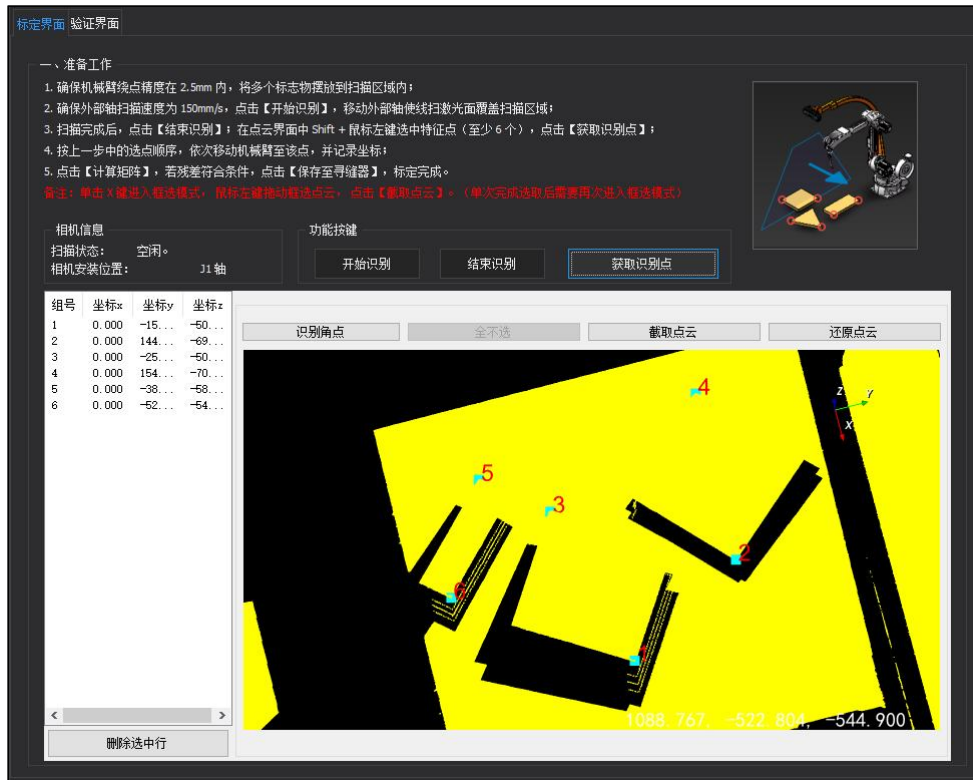 标定界面 验证界面
一、准备工作
1. 确保机械臂绕点精度在 2.5mm 内，将多个标志物摆放到扫描区域内；
2. 确保外部轴扫描速度为 150mm/s，点击【开始识别】，移动外部轴使线扫激光面覆盖扫描区域；
3. 扫描完成后，点击【结束识别】；在点云界面中 Shift + 鼠标左键选中特征点（至少 6 个），点击【获取识别点】；
4. 按上一步中的选点顺序，依次移动机械臂至该点，并记录坐标；
5. 点击【计算矩阵】，若残差符合条件，点击【保存至寻缝器】，标定完成。
备注：单击 X 键进入框选模式，鼠标左键拖动框选点云，点击【截取点云】。（单次完成选取后需要再次进入框选模式）
相机信息
扫描状态： 空闲。
相机安装位置： J1 轴
功能按键
开始识别 结束识别 获取识别点
组号 坐标x 坐标y 坐标z
1 0.000 -15... -50...
2 0.000 144... -69...
3 0.000 -25... -50...
4 0.000 154... -70...
5 0.000 -38... -58...
6 0.000 -52... -54...
删除选中行
识别角点 全不选 截取点云 还原点云
4
Z Y
X
5
3
2
6
1
1088.767, -522.804, -544.900